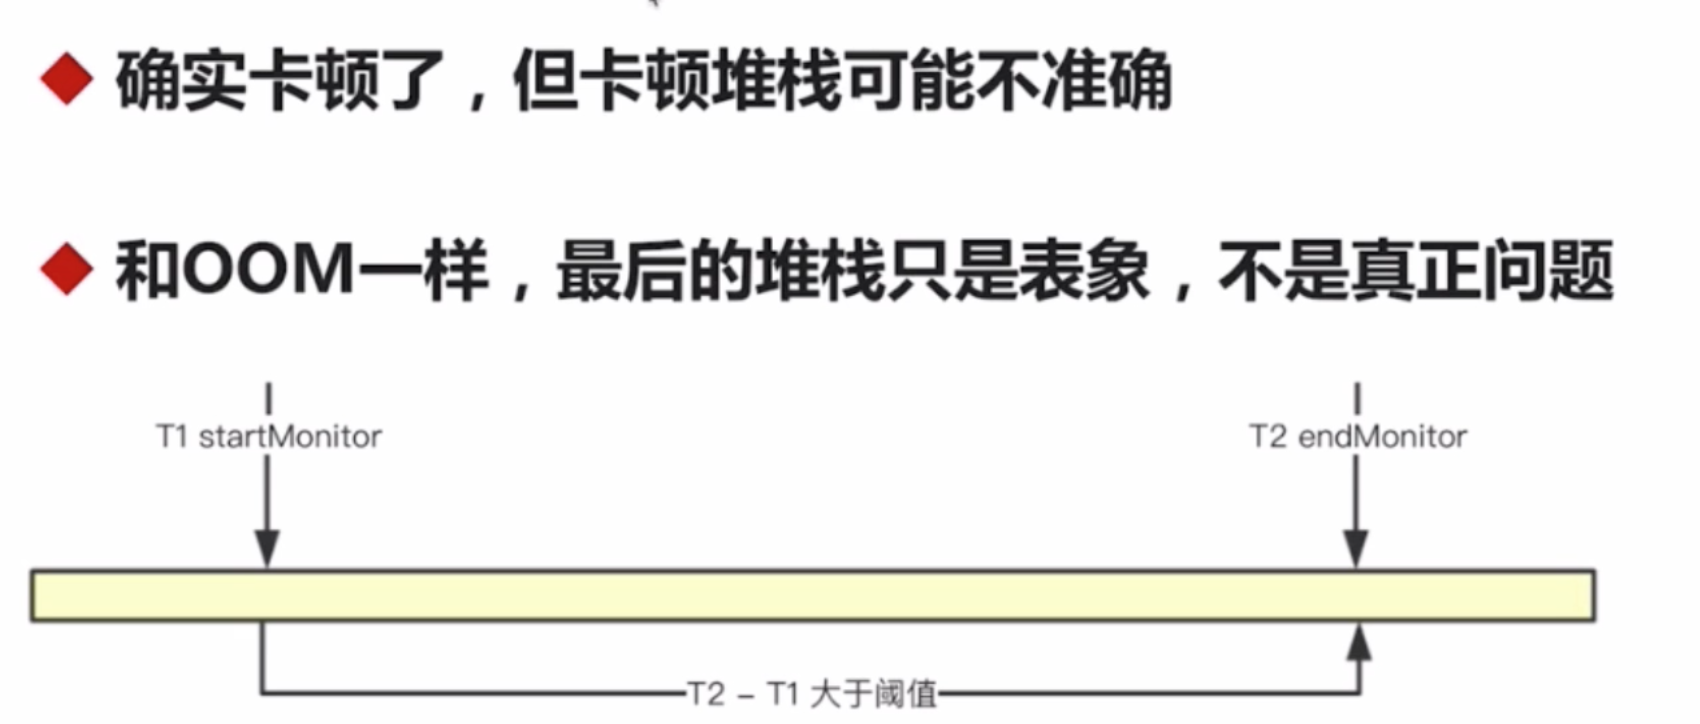 确实卡顿了，但卡顿堆栈可能不准确
和OOM一样，最后的堆栈只是表象，不是真正问题
T1 startMonitor
T2 endMonitor
T2 - T1 大于阈值